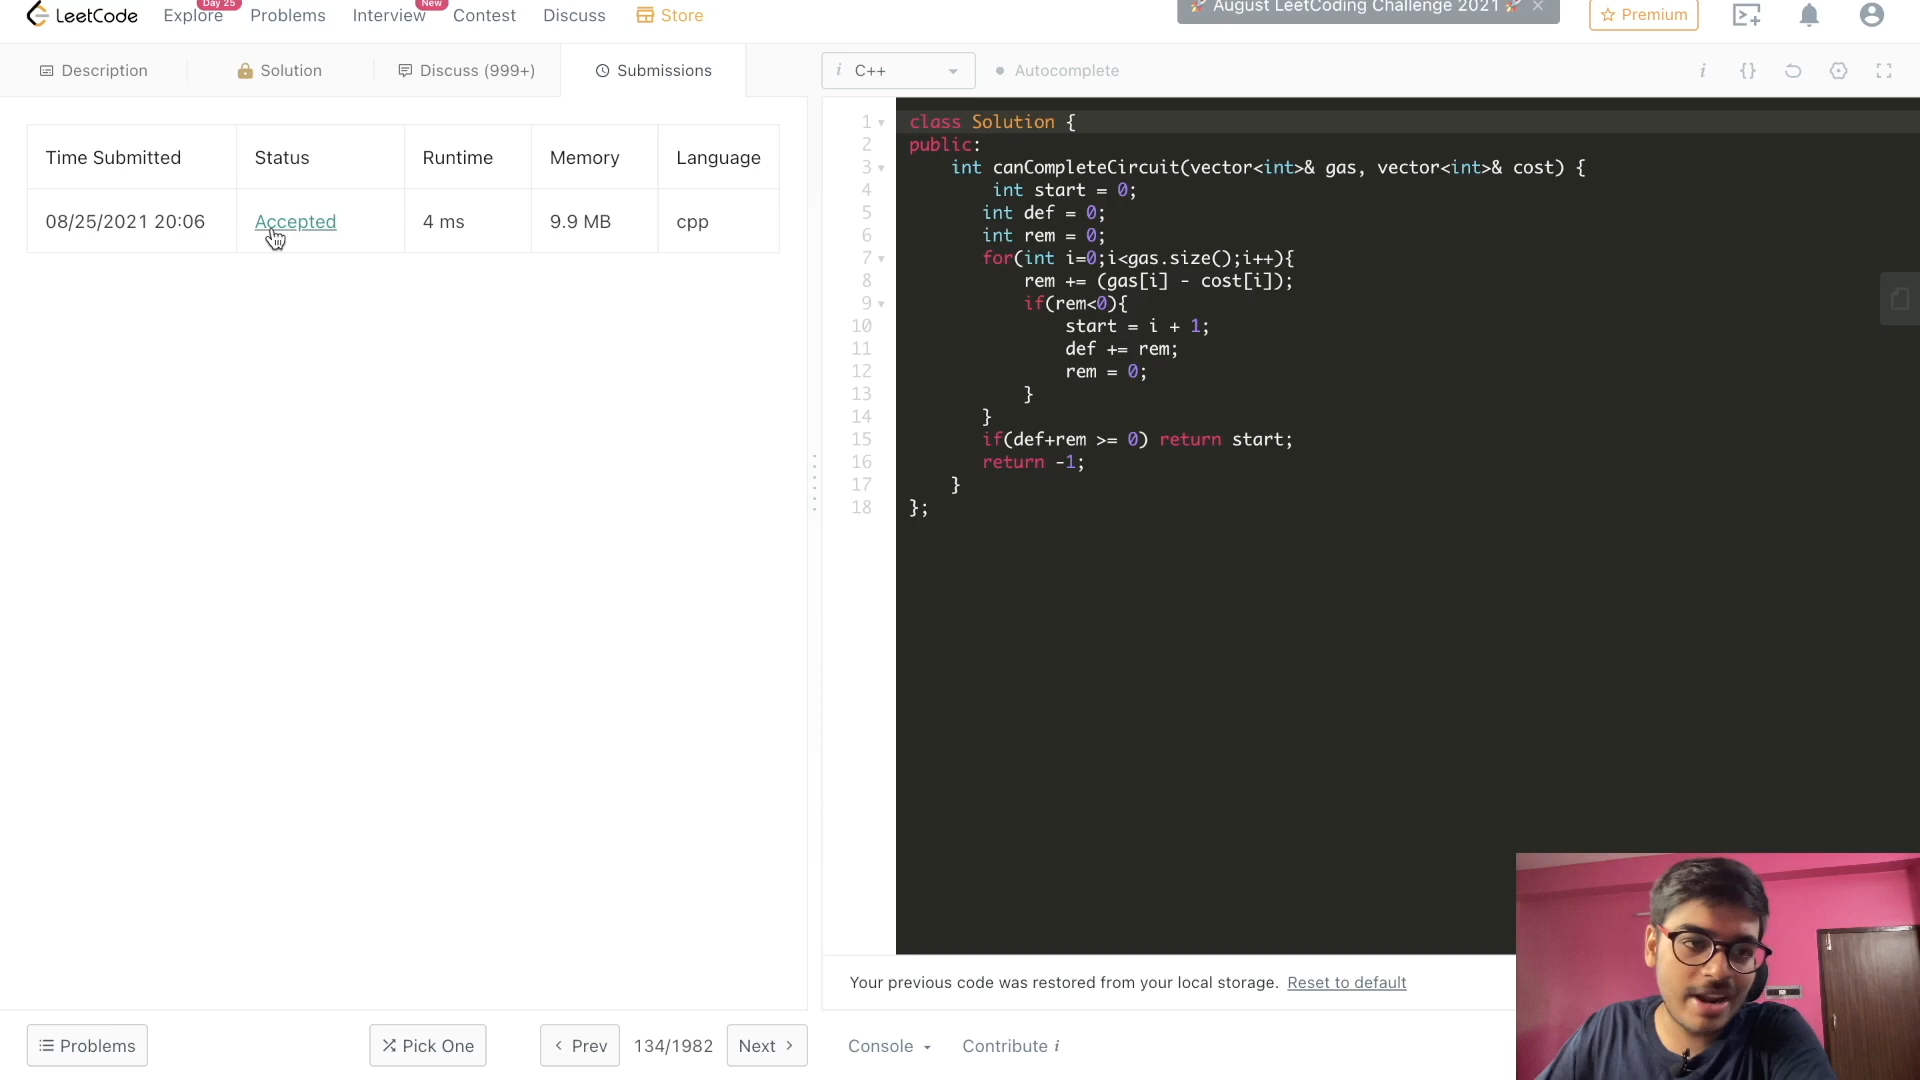 LeetCode
Explore
Day 25
Problems
Interview
New
Contest
Discuss
Store
🚀 August LeetCoding Challenge 2021 🚀
Premium
Description
Solution
Discuss (999+)
Submissions
i C++
Autocomplete
i {}
Time Submitted Status Runtime Memory Language
08/25/2021 20:06 Accepted 4 ms 9.9 MB cpp
1 class Solution {
2 public:
3 int canCompleteCircuit(vector<int>& gas, vector<int>& cost) {
4 int start = 0;
5 int def = 0;
6 int rem = 0;
7 for(int i=0;i<gas.size();i++){
8 rem += (gas[i] - cost[i]);
9 if(rem<0){
10 start = i + 1;
11 def += rem;
12 rem = 0;
13 }
14 }
15 if(def+rem >= 0) return start;
16 return -1;
17 }
18 };
Your previous code was restored from your local storage. Reset to default
Problems
Pick One
< Prev
134/1982
Next >
Console
Contribute i